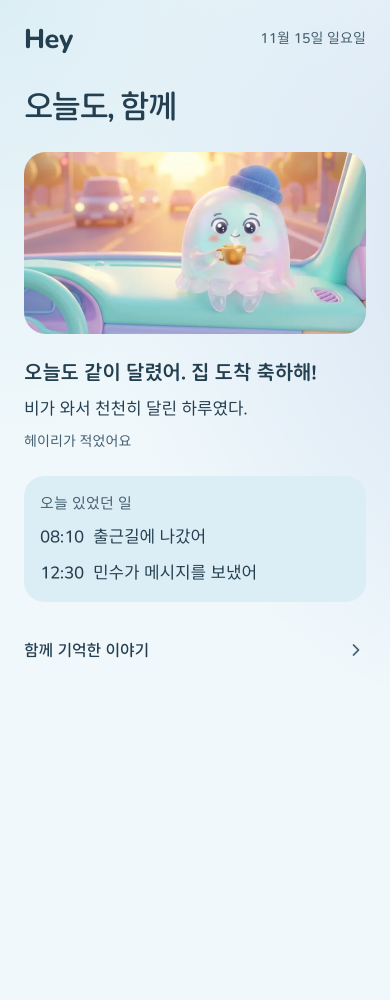 Hey
11월 15일 일요일
오늘도, 함께
오늘도 같이 달렸어. 집 도착 축하해!
비가 와서 천천히 달린 하루였다.
헤이리가 적었어요
오늘 있었던 일
08:10 출근길에 나갔어
12:30 민수가 메시지를 보냈어
함께 기억한 이야기